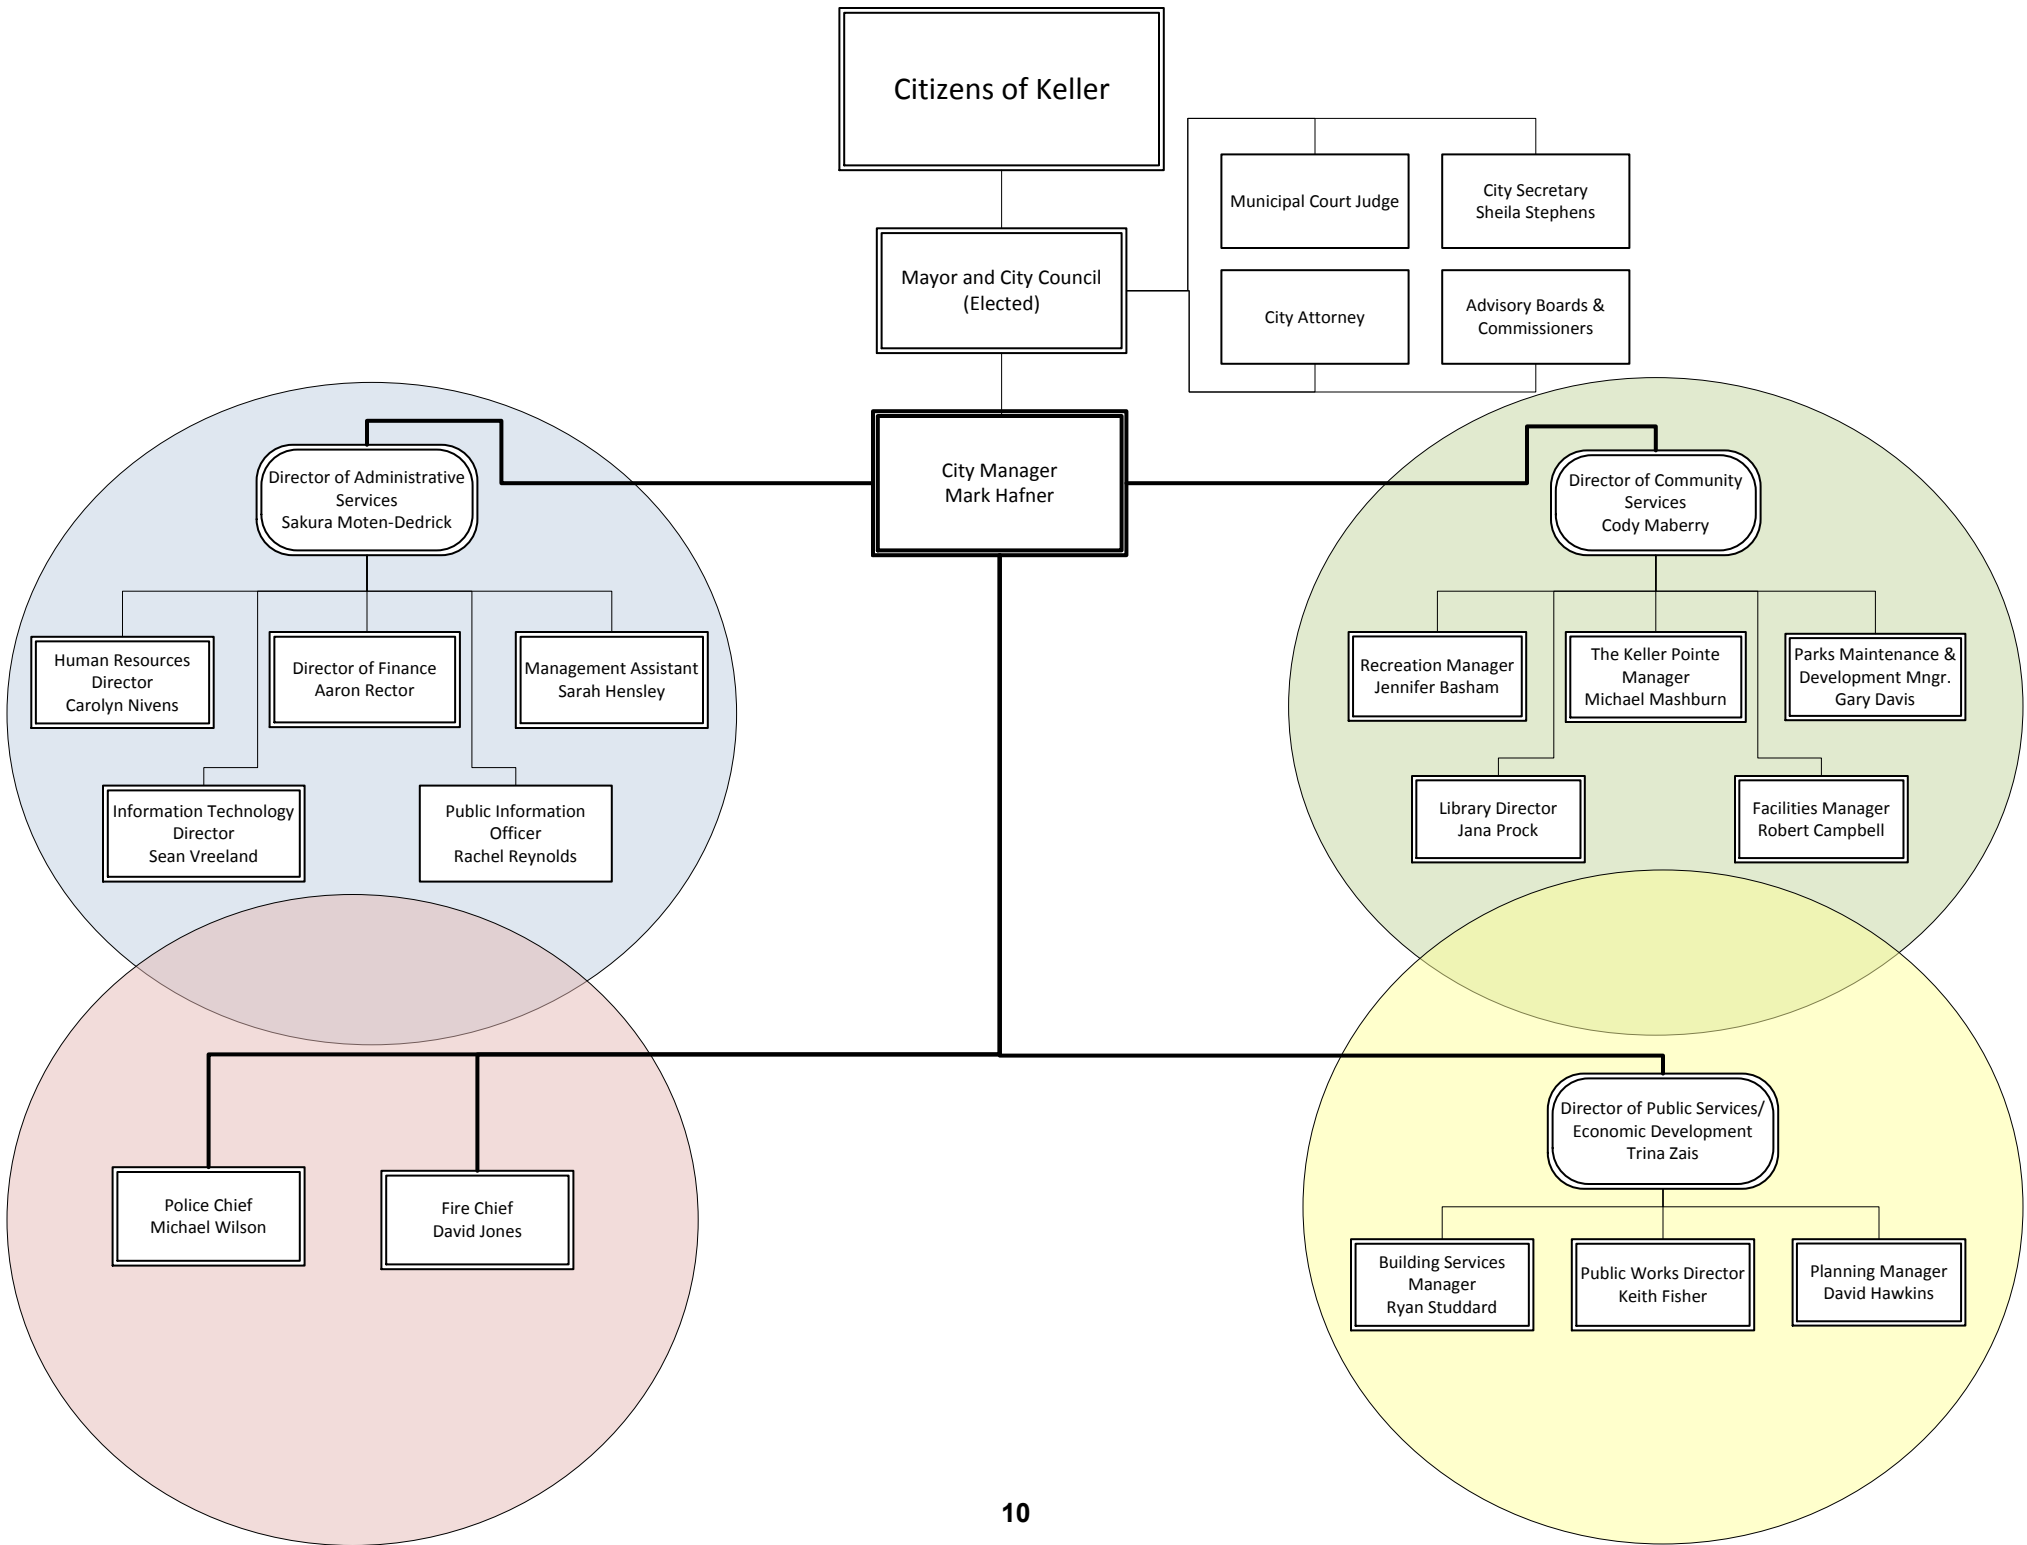 Citizens of Keller
Municipal Court Judge
City Secretary
Sheila Stephens
Mayor and City Council
(Elected)
City Attorney
Advisory Boards &
Commissioners
City Manager
Mark Hafner
Director of Administrative
Services
Sakura Moten-Dedrick
Director of Community
Services
Cody Maberry
Human Resources
Director
Carolyn Nivens
Director of Finance
Aaron Rector
Management Assistant
Sarah Hensley
Information Technology
Director
Sean Vreeland
Public Information
Officer
Rachel Reynolds
Recreation Manager
Jennifer Basham
The Keller Pointe
Manager
Michael Mashburn
Parks Maintenance &
Development Mngr.
Gary Davis
Library Director
Jana Prock
Facilities Manager
Robert Campbell
Police Chief
Michael Wilson
Fire Chief
David Jones
Director of Public Services/
Economic Development
Trina Zais
Building Services
Manager
Ryan Studdard
Public Works Director
Keith Fisher
Planning Manager
David Hawkins
10